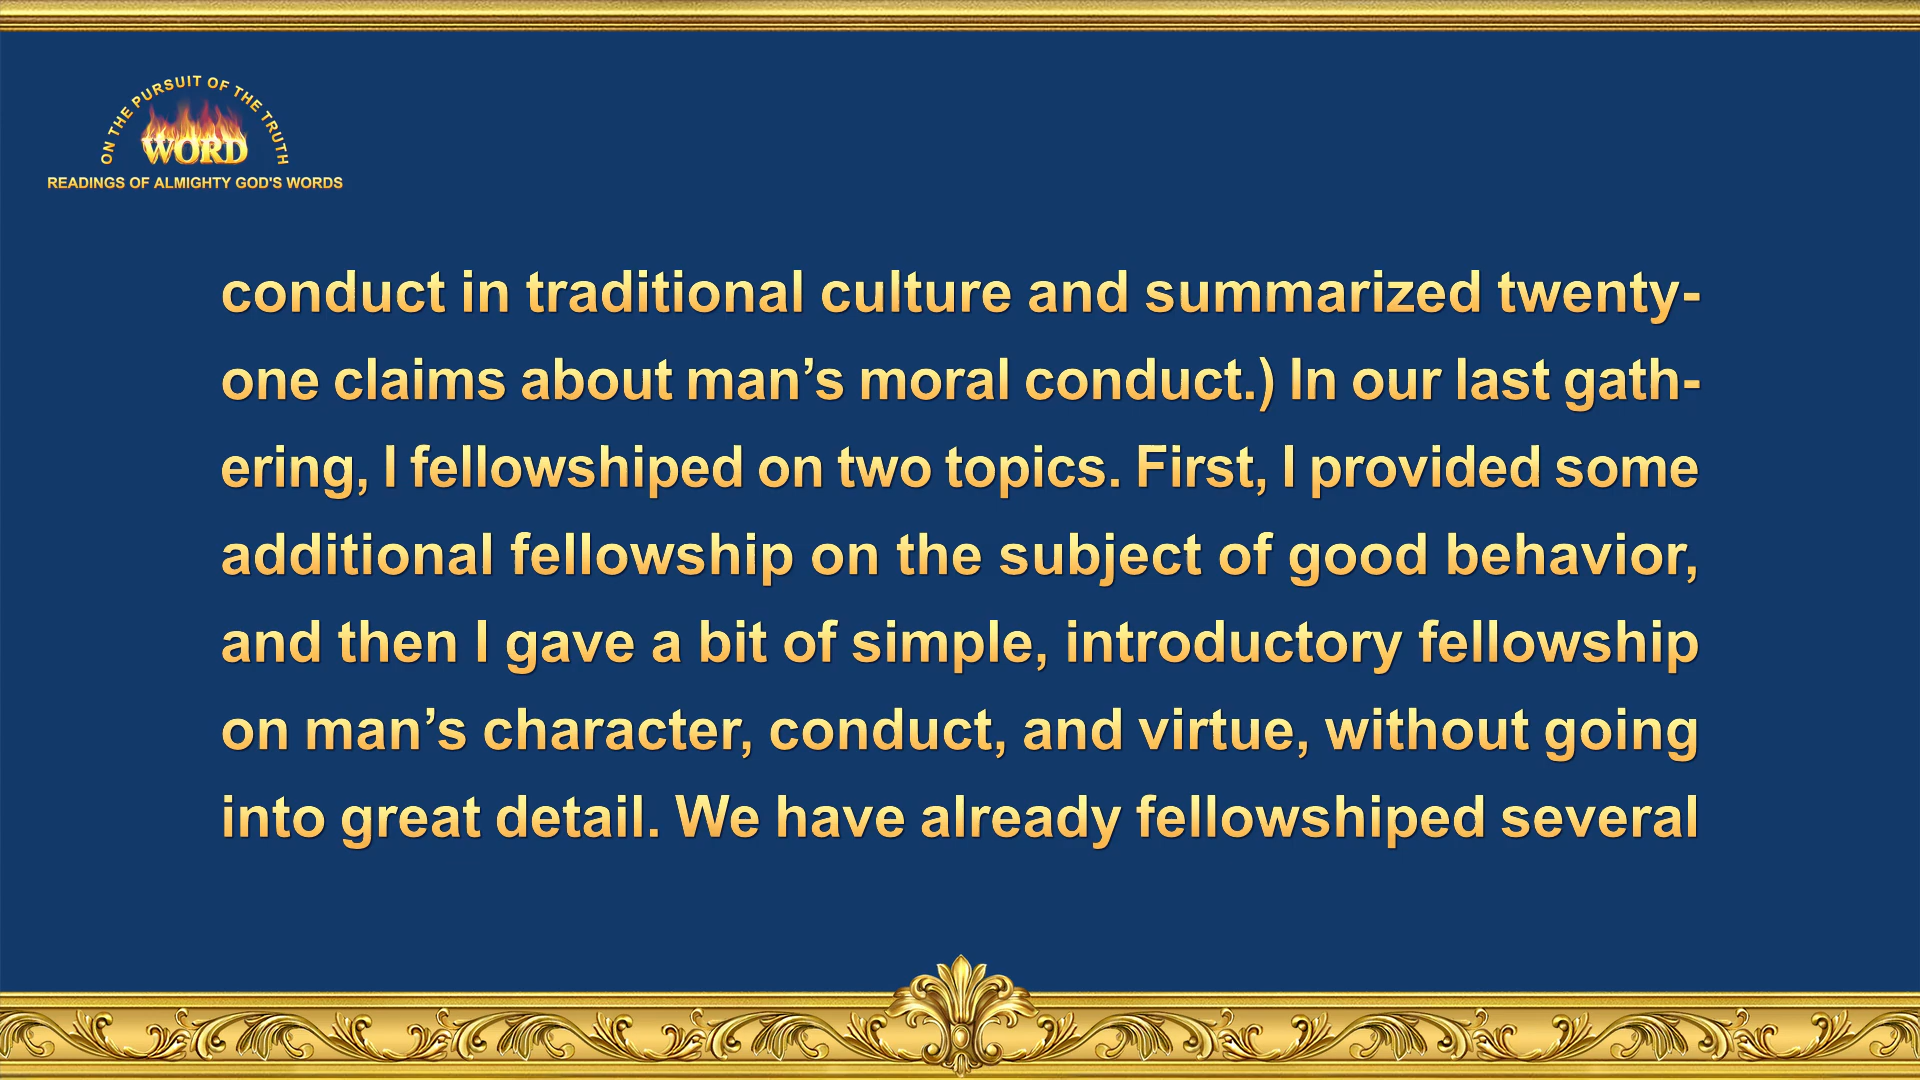 ON THE PURSUIT OF THE TRUTH
WORD
READINGS OF ALMIGHTY GOD'S WORDS
conduct in traditional culture and summarized twenty-
one claims about man’s moral conduct.) In our last gath-
ering, I fellowshiped on two topics. First, I provided some
additional fellowship on the subject of good behavior,
and then I gave a bit of simple, introductory fellowship
on man’s character, conduct, and virtue, without going
into great detail. We have already fellowshiped several